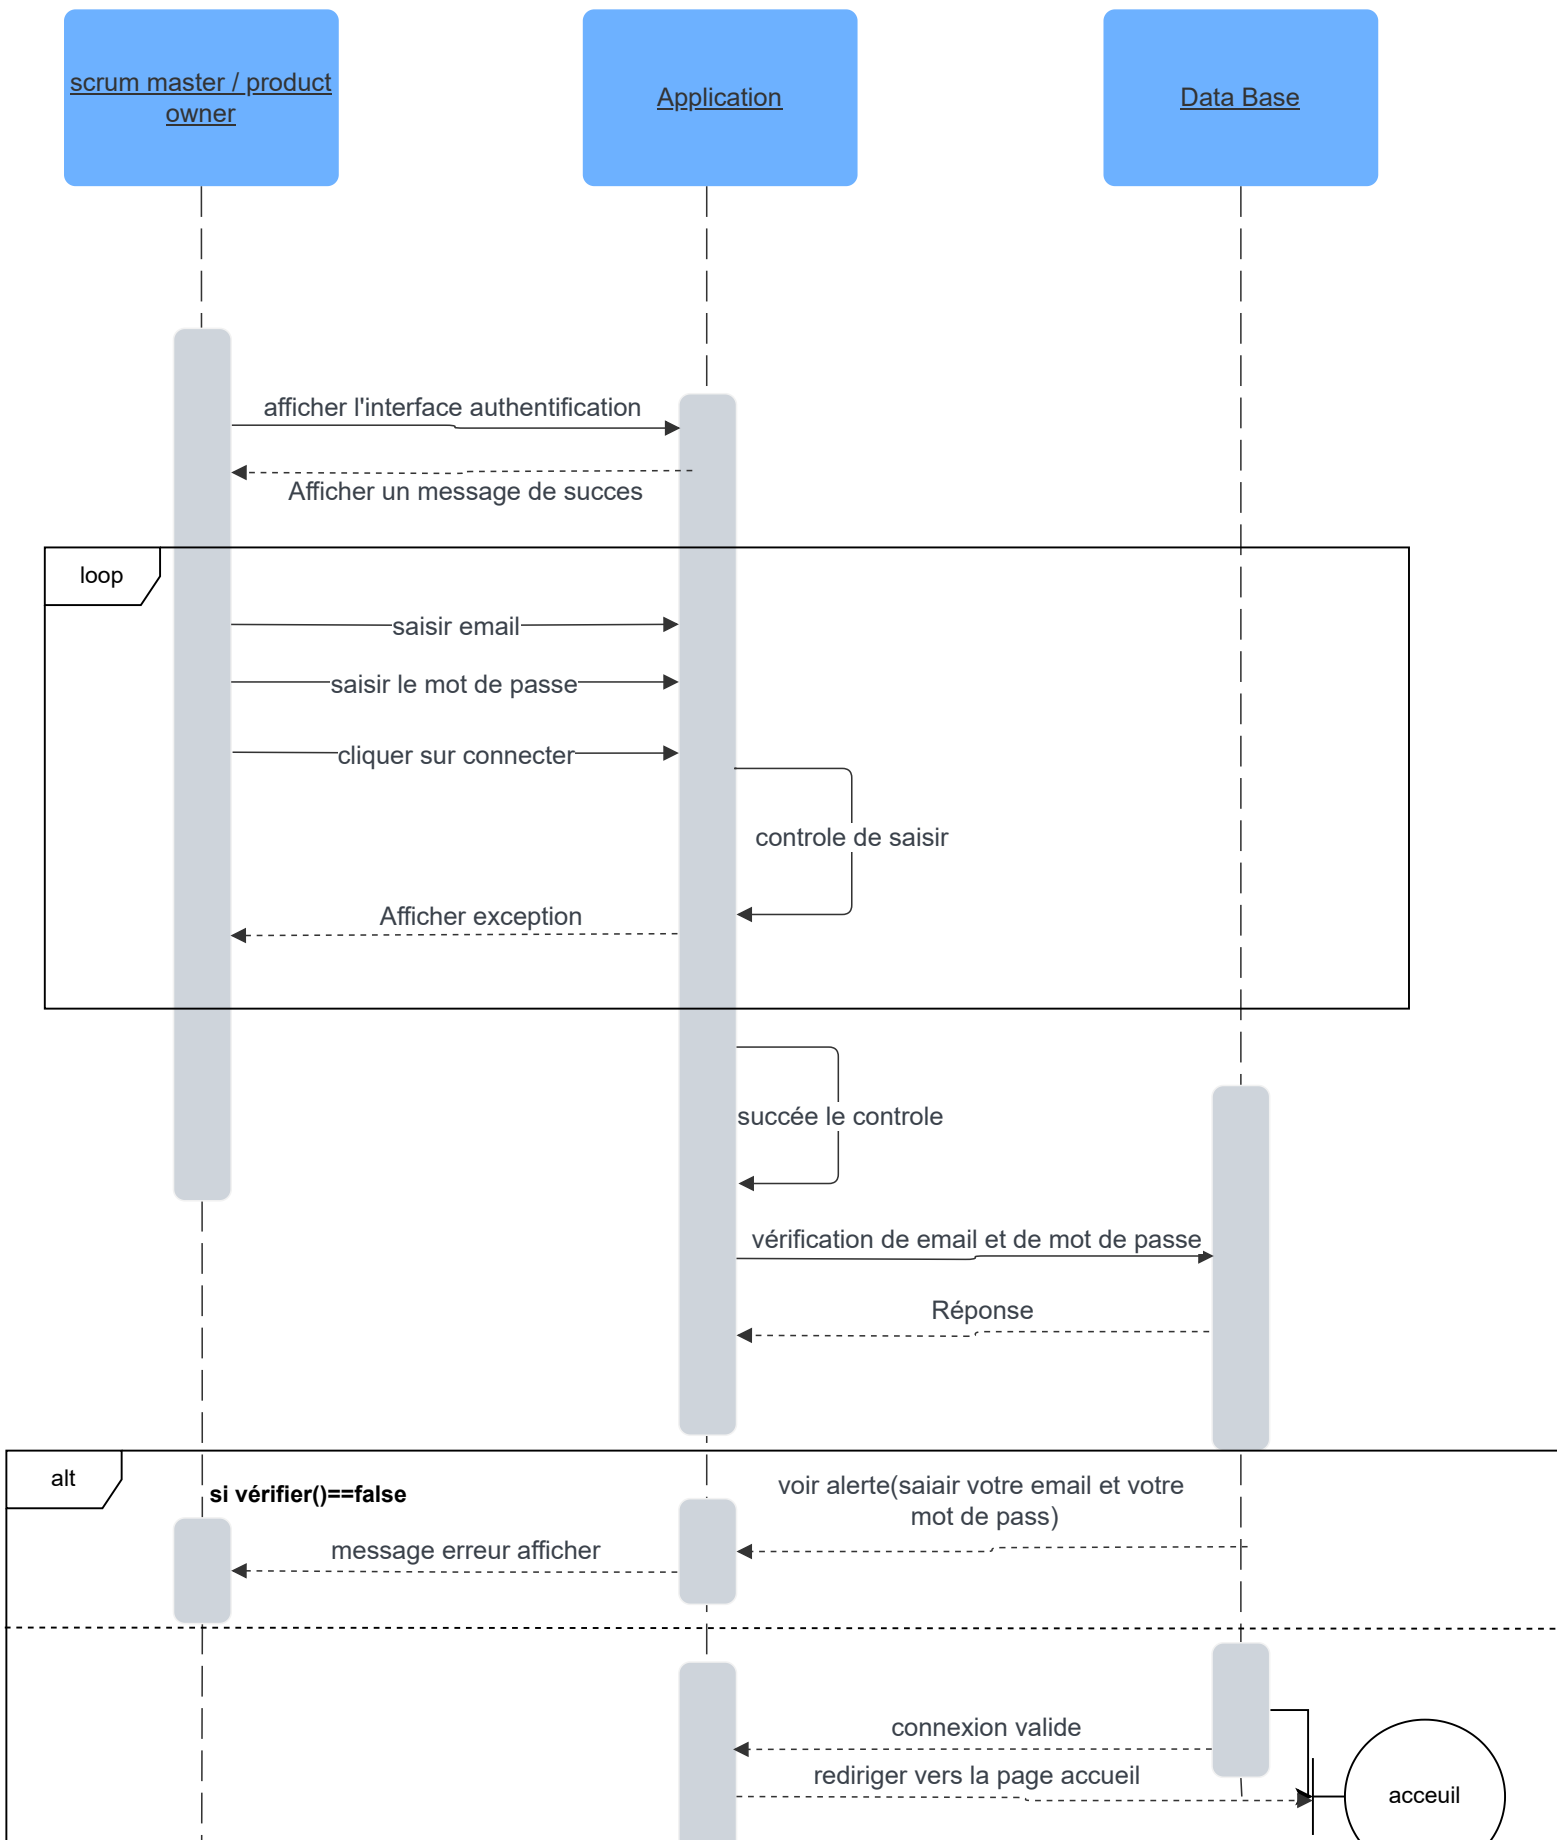 scrum master / product
owner
Application
Data Base
afficher l'interface authentification
Afficher un message de succes
loop
saisir email
saisir le mot de passe
cliquer sur connecter
controle de saisir
Afficher exception
succée le controle
vérification de email et de mot de passe
Réponse
alt
si vérifier()==false
voir alerte(saiair votre email et votre
mot de pass)
message erreur afficher
connexion valide
rediriger vers la page accueil
acceuil